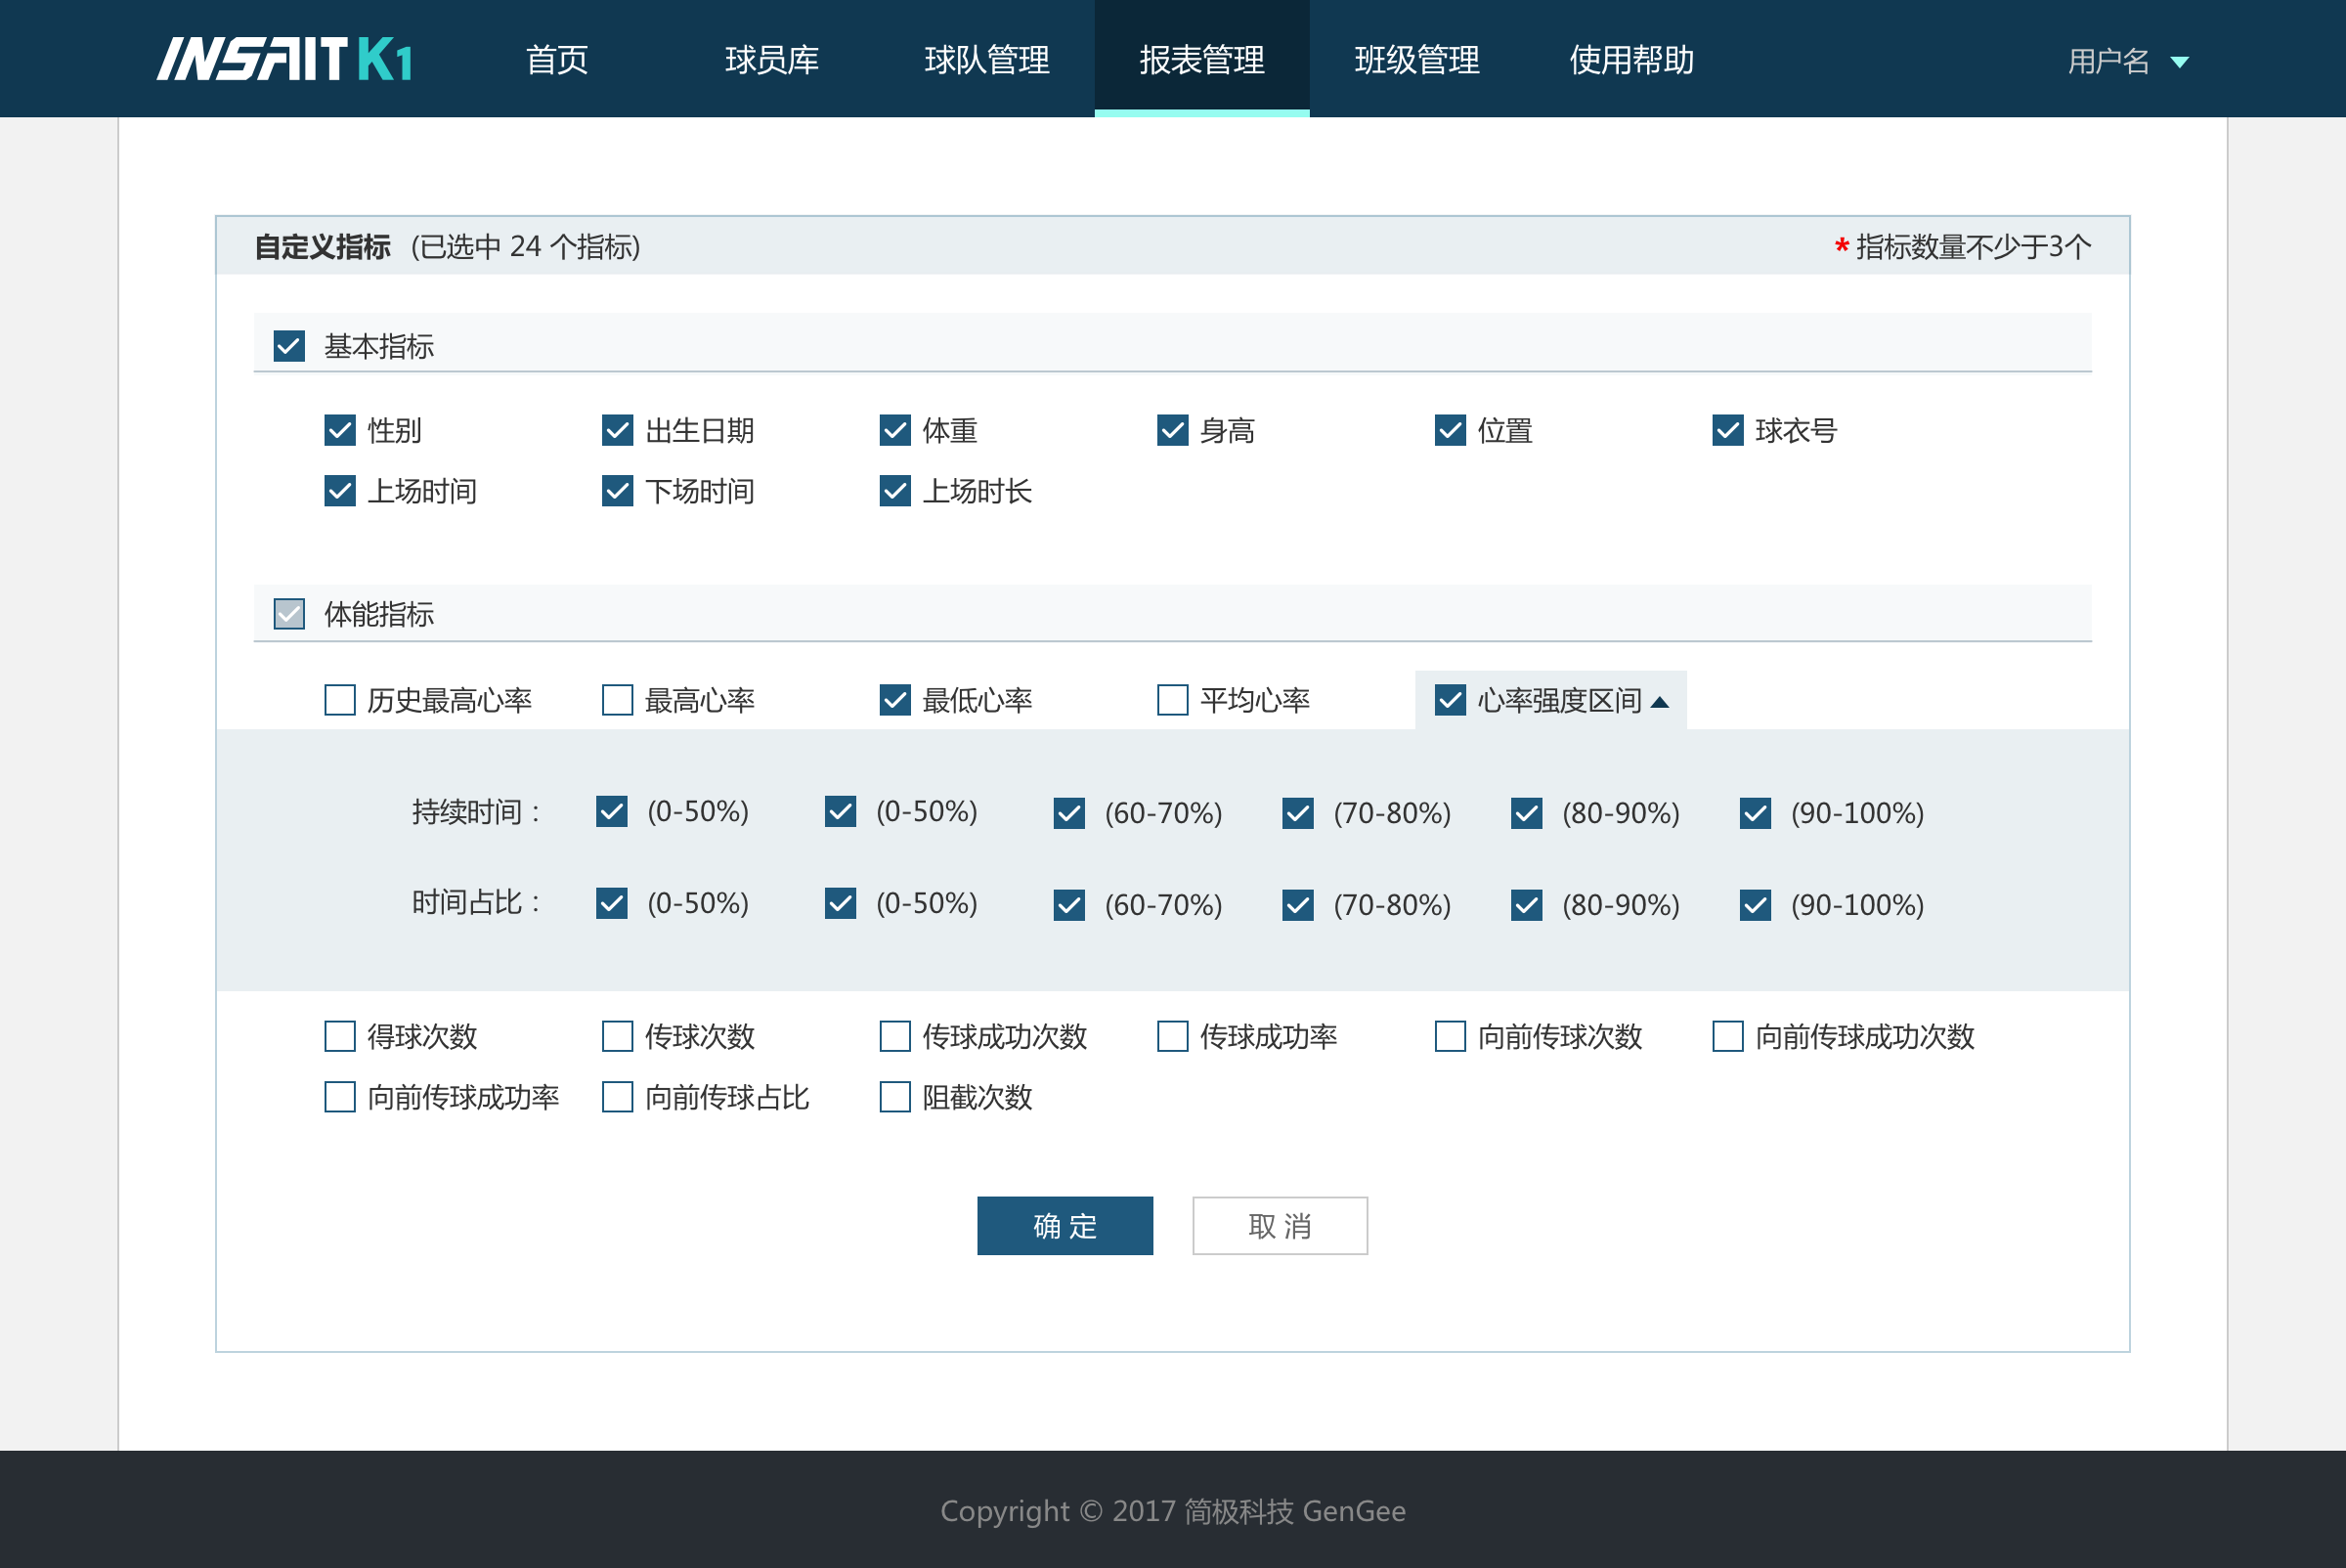 INSAIT K1 首页 球员库 球队管理 报表管理 班级管理 使用帮助 用户名
自定义指标 (已选中 24 个指标) * 指标数量不少于3个
基本指标
性别 出生日期 体重 身高 位置 球衣号
上场时间 下场时间 上场时长
体能指标
历史最高心率 最高心率 最低心率 平均心率 心率强度区间
持续时间： (0-50%) (0-50%) (60-70%) (70-80%) (80-90%) (90-100%)
时间占比： (0-50%) (0-50%) (60-70%) (70-80%) (80-90%) (90-100%)
得球次数 传球次数 传球成功次数 传球成功率 向前传球次数 向前传球成功次数
向前传球成功率 向前传球占比 阻截次数
确 定 取 消
Copyright © 2017 简极科技 GenGee